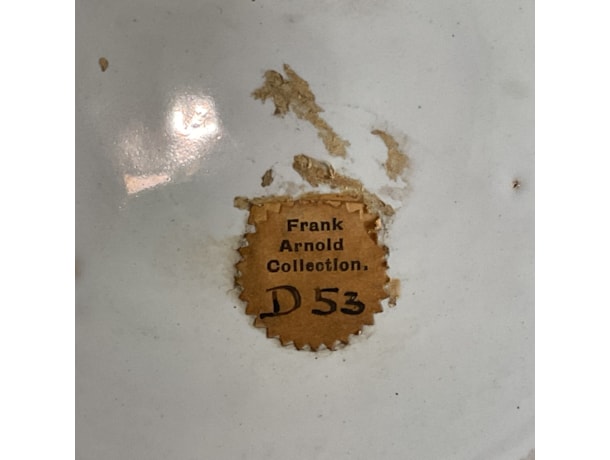 Frank
Arnold
Collection.
D 53